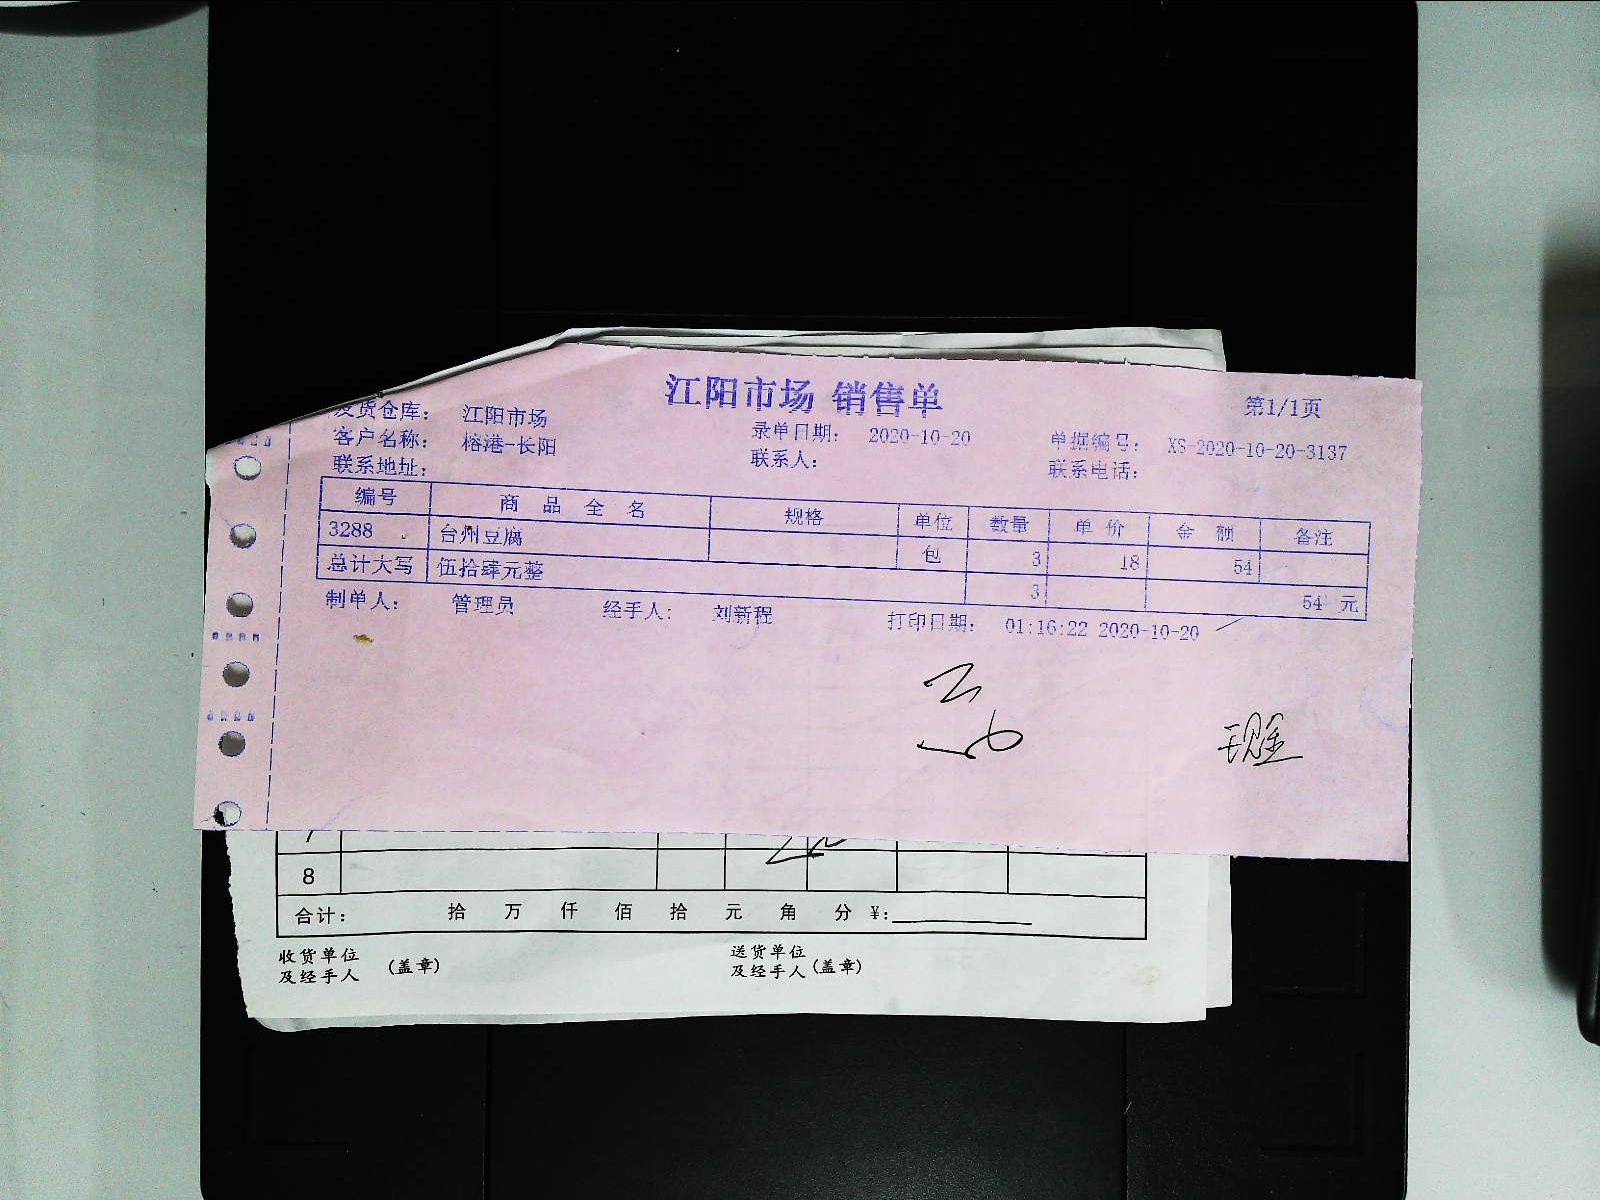 江阳市场 销售单
第1/1页
发货仓库： 江阳市场
录单日期： 2020-10-20
单据编号： XS-2020-10-20-3137
客户名称： 榕港-长阳
联系人：
联系电话：
联系地址：
编号 商 品 全 名 规格 单位 数量 单 价 金 额 备注
3288 台州豆腐 包 3 18 54
总计大写 伍拾肆元整 3 54 元
制单人： 管理员 经手人： 刘新程 打印日期： 01:16:22 2020-10-20
现金
7
8
合计： 拾 万 仟 佰 拾 元 角 分 ¥:
收货单位
及经手人 (盖章)
送货单位
及经手人 (盖章)